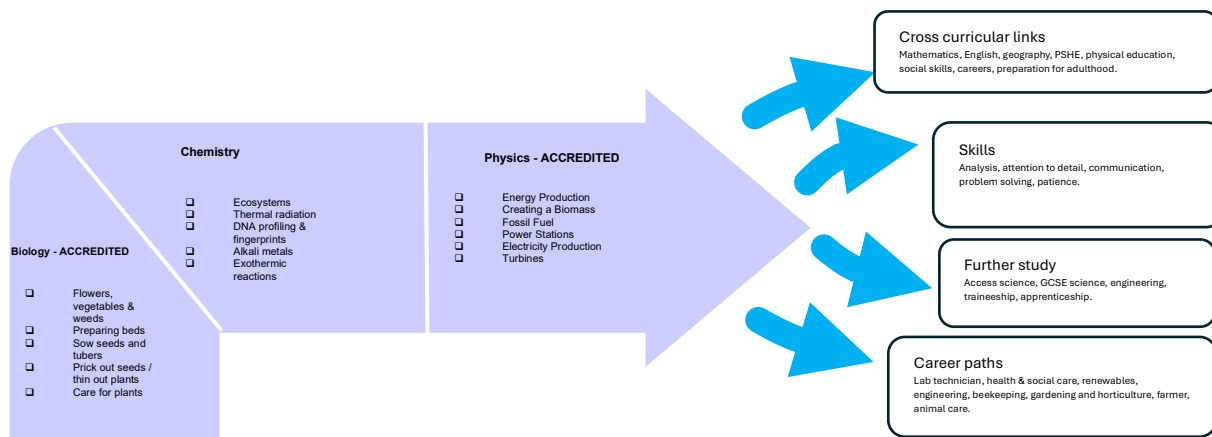 Biology - ACCREDITED
❑ Flowers,
vegetables &
weeds
❑ Preparing beds
❑ Sow seeds and
tubers
❑ Prick out seeds /
thin out plants
❑ Care for plants
Chemistry
❑ Ecosystems
❑ Thermal radiation
❑ DNA profiling &
fingerprints
❑ Alkali metals
❑ Exothermic
reactions
Physics - ACCREDITED
❑ Energy Production
❑ Creating a Biomass
❑ Fossil Fuel
❑ Power Stations
❑ Electricity Production
❑ Turbines
Cross curricular links
Mathematics, English, geography, PSHE, physical education,
social skills, careers, preparation for adulthood.
Skills
Analysis, attention to detail, communication,
problem solving, patience.
Further study
Access science, GCSE science, engineering,
traineeship, apprenticeship.
Career paths
Lab technician, health & social care, renewables,
engineering, beekeeping, gardening and horticulture, farmer,
animal care.